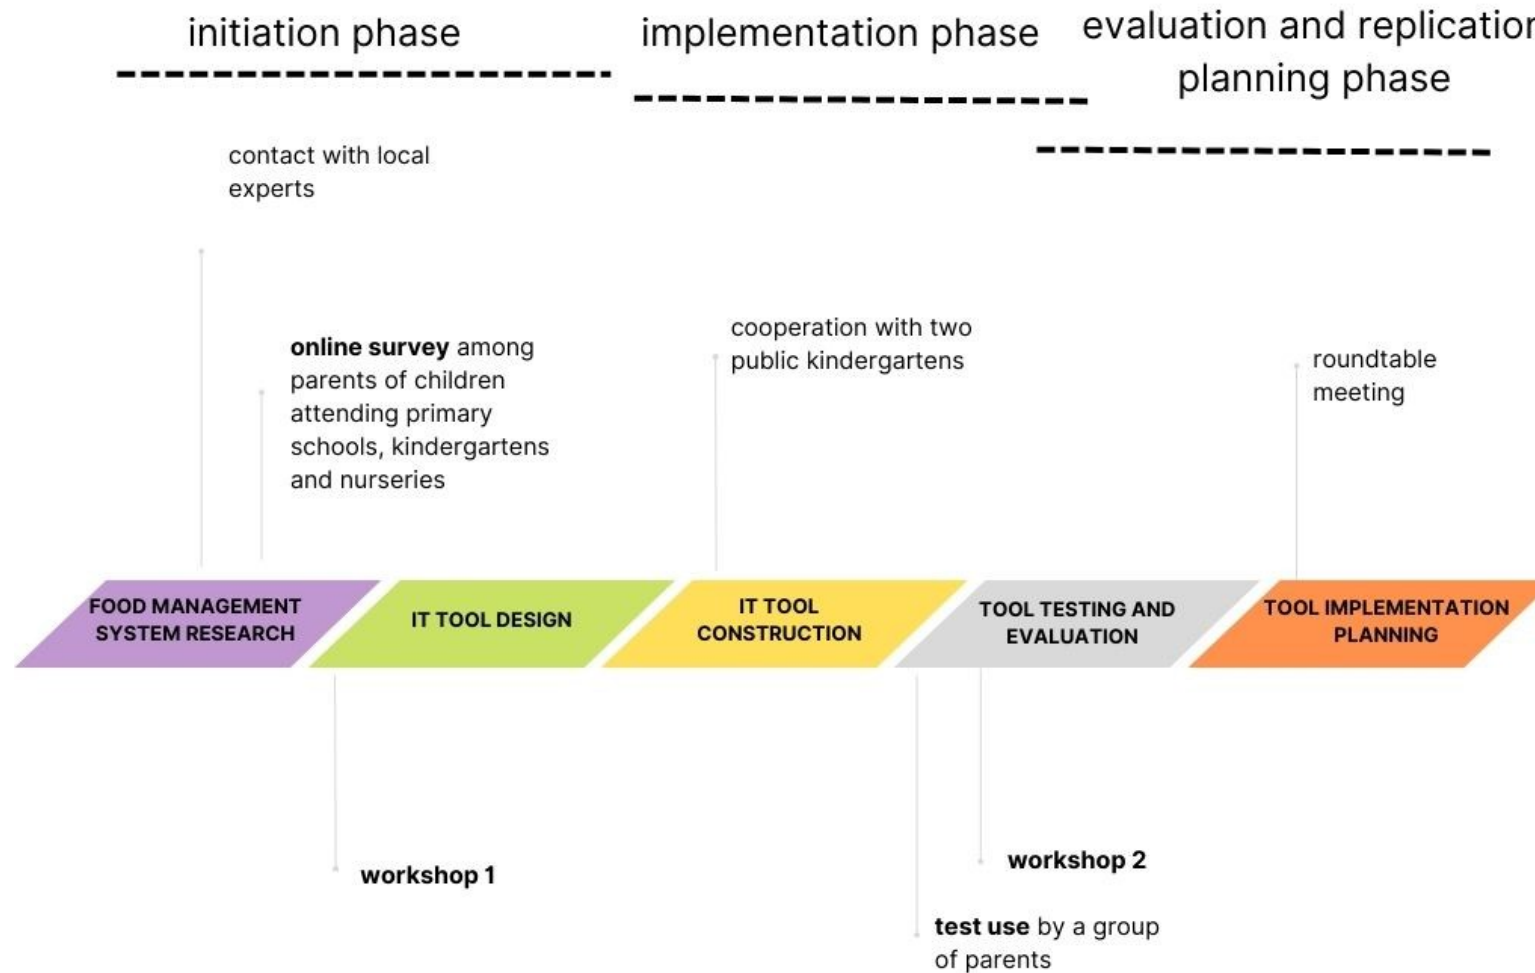 initiation phase
implementation phase
evaluation and replication
planning phase
contact with local
experts
online survey among
parents of children
attending primary
schools, kindergartens
and nurseries
cooperation with two
public kindergartens
roundtable
meeting
FOOD MANAGEMENT
SYSTEM RESEARCH
IT TOOL DESIGN
IT TOOL
CONSTRUCTION
TOOL TESTING AND
EVALUATION
TOOL IMPLEMENTATION
PLANNING
workshop 1
workshop 2
test use by a group
of parents